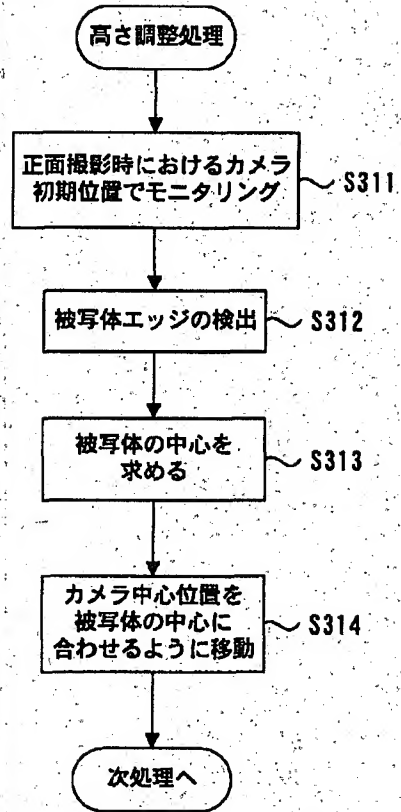 高さ調整処理
正面撮影時におけるカメラ
初期位置でモニタリング
S311
被写体エッジの検出
S312
被写体の中心を
求める
S313
カメラ中心位置を
被写体の中心に
合わせるように移動
S314
次処理へ